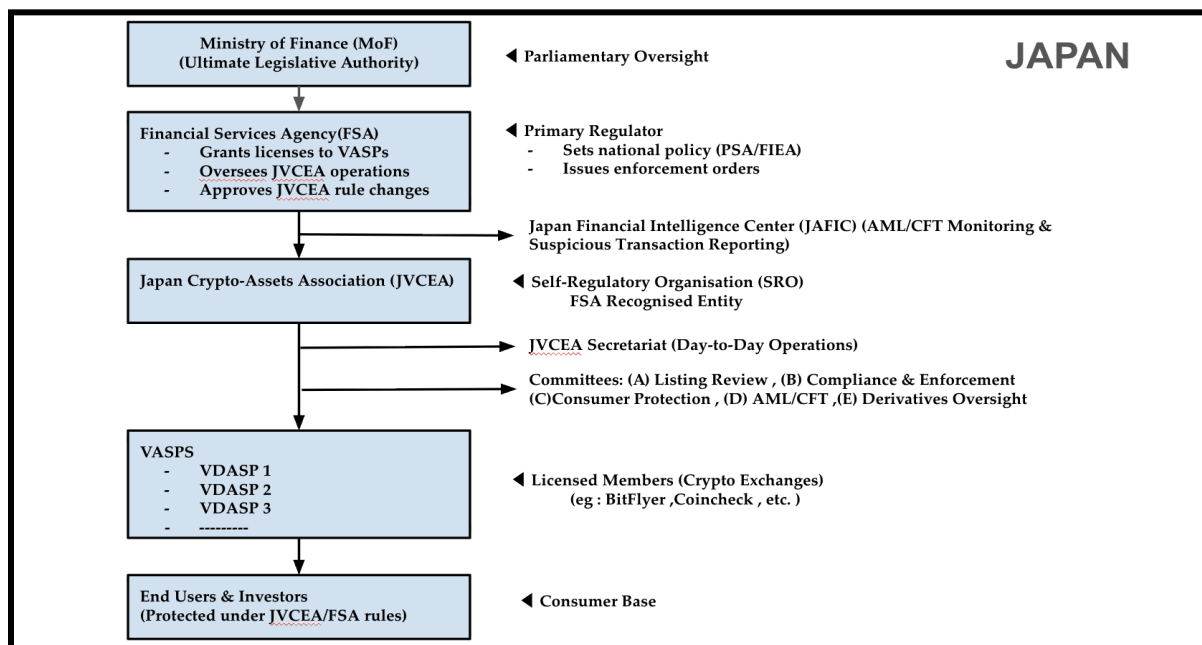 JAPAN
Ministry of Finance (MoF)
(Ultimate Legislative Authority)
Parliamentary Oversight
Financial Services Agency(FSA)
- Grants licenses to VASPs
- Oversees JVCEA operations
- Approves JVCEA rule changes
Primary Regulator
- Sets national policy (PSA/FIEA)
- Issues enforcement orders
Japan Financial Intelligence Center (JAFIC) (AML/CFT Monitoring &
Suspicious Transaction Reporting)
Japan Crypto-Assets Association (JVCEA)
Self-Regulatory Organisation (SRO)
FSA Recognised Entity
JVCEA Secretariat (Day-to-Day Operations)
Committees: (A) Listing Review , (B) Compliance & Enforcement
(C)Consumer Protection , (D) AML/CFT ,(E) Derivatives Oversight
VASPS
- VDASP 1
- VDASP 2
- VDASP 3
- ---------
Licensed Members (Crypto Exchanges)
(eg : BitFlyer ,Coincheck , etc. )
End Users & Investors
(Protected under JVCEA/FSA rules)
Consumer Base